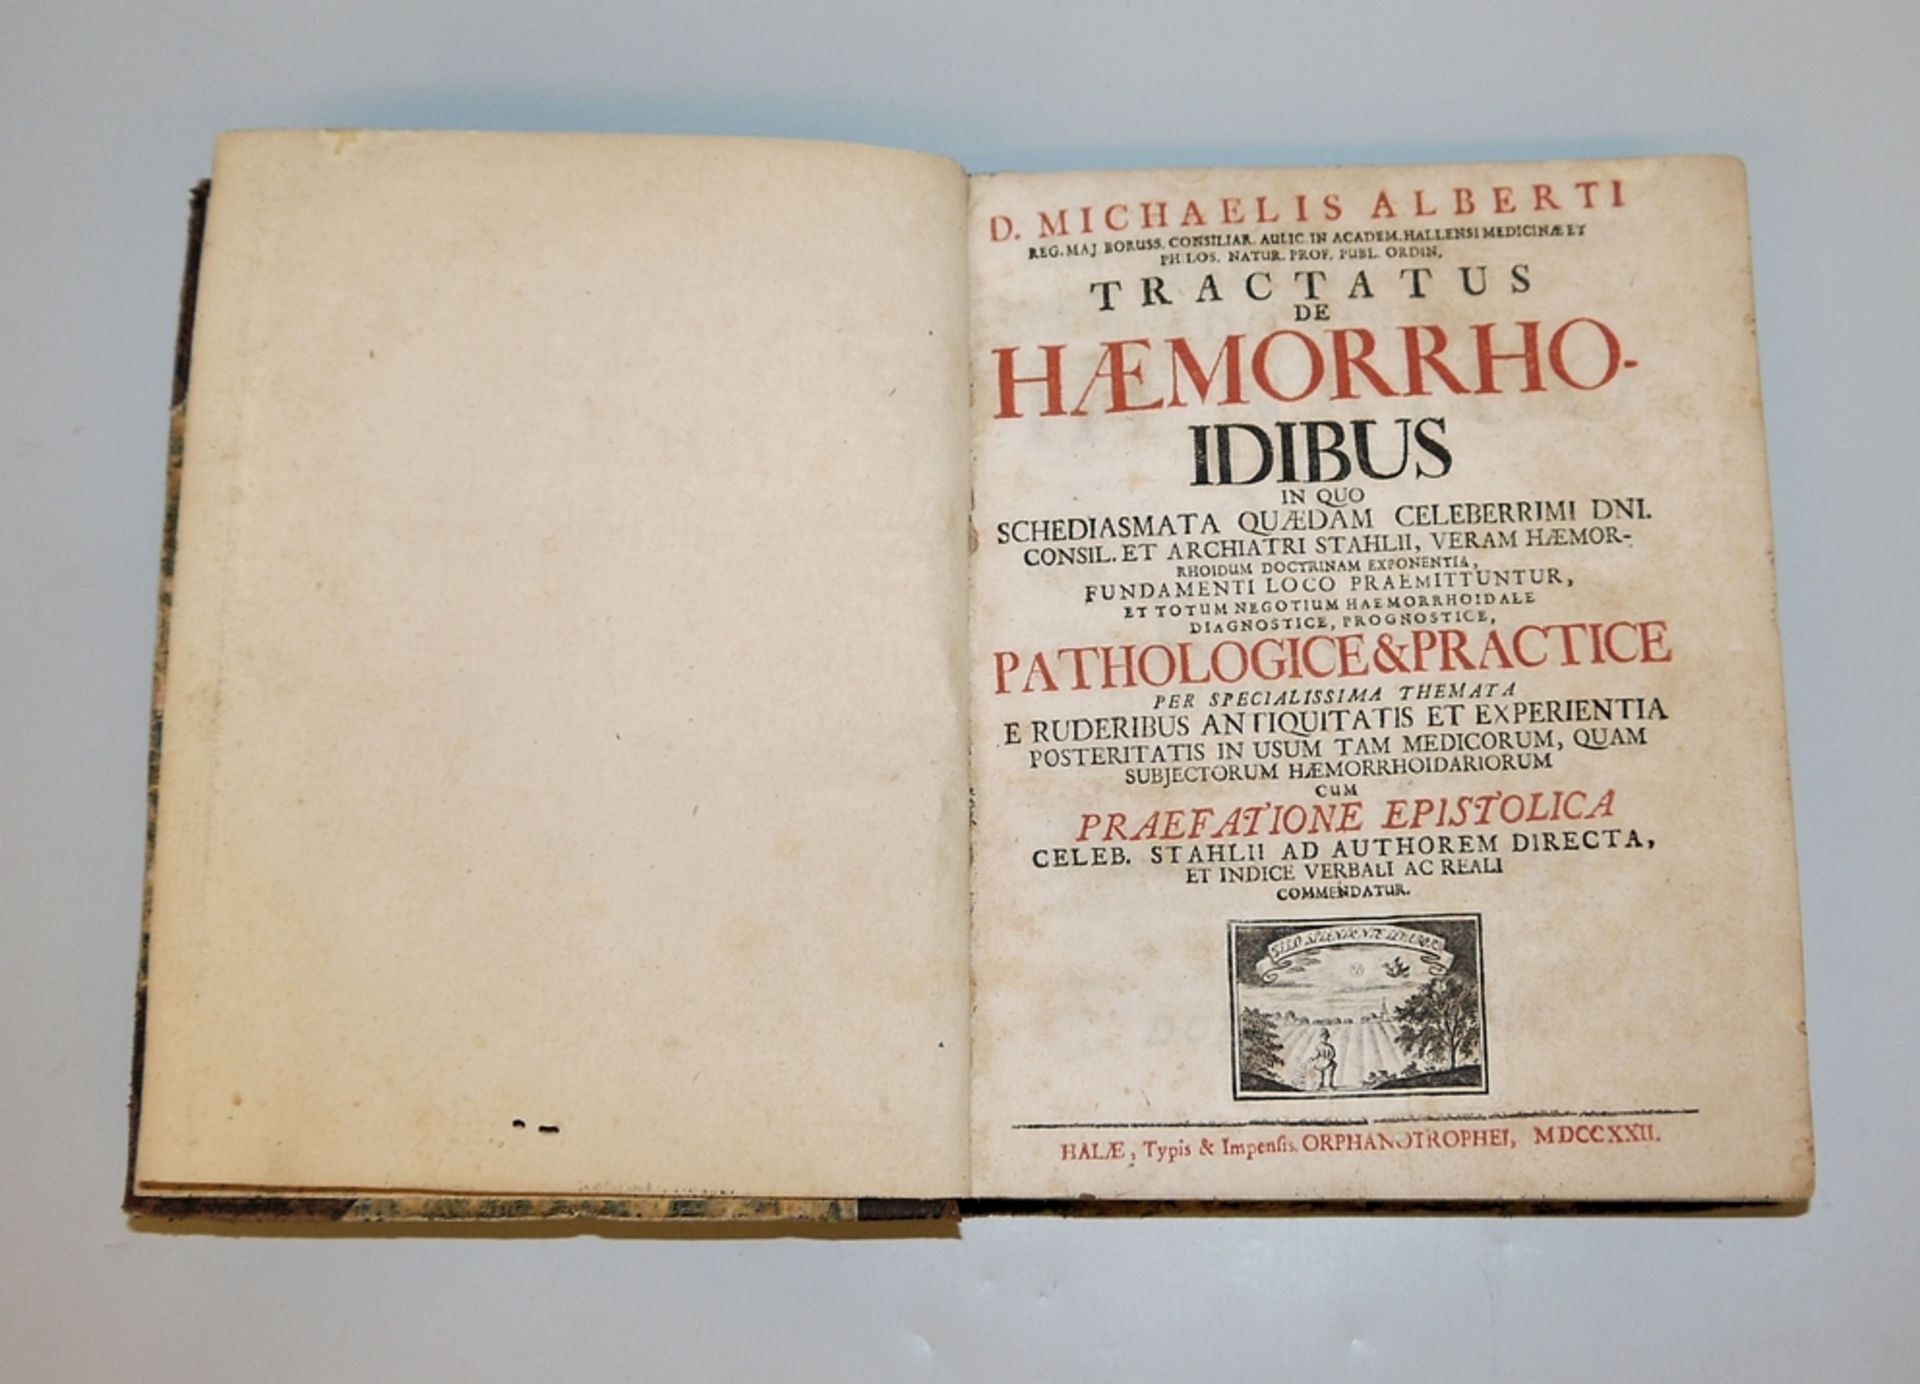 D. MICHAELIS ALBERTI
REG. MAJ. BORUSS. CONSILIAR. AULIC. IN ACADEM. HALLENSI MEDICINÆ ET
PHILOS. NATUR. PROF. PUBL. ORDIN,
TRACTATUS
DE
HÆMORRHO-
IDIBUS
IN QUO
SCHEDIASMATA QUÆDAM CELEBERRIMI DNI.
CONSIL. ET ARCHIATRI STAHLII, VERAM HÆMOR-
RHOIDUM DOCTRINAM EXPONENTIA,
FUNDAMENTI LOCO PRAEMITTUNTUR,
ET TOTUM NEGOTIUM HAEMORRHOIDALE
DIAGNOSTICE, PROGNOSTICE,
PATHOLOGICE & PRACTICE
PER SPECIALISSIMA THEMATA
E RUDERIBUS ANTIQUITATIS ET EXPERIENTIA
POSTERITATIS IN USUM TAM MEDICORUM, QUAM
SUBJECTORUM HÆMORRHOIDARIORUM
CUM
PRAEFATIONE EPISTOLICA
CELEB. STAHLII AD AUTHOREM DIRECTA,
ET INDICE VERBALI AC REALI
COMMENDATUR.
SPLENDENTE
HALÆ, Typis & Impensis. ORPHANOTROPHEI, MDCCXXII.